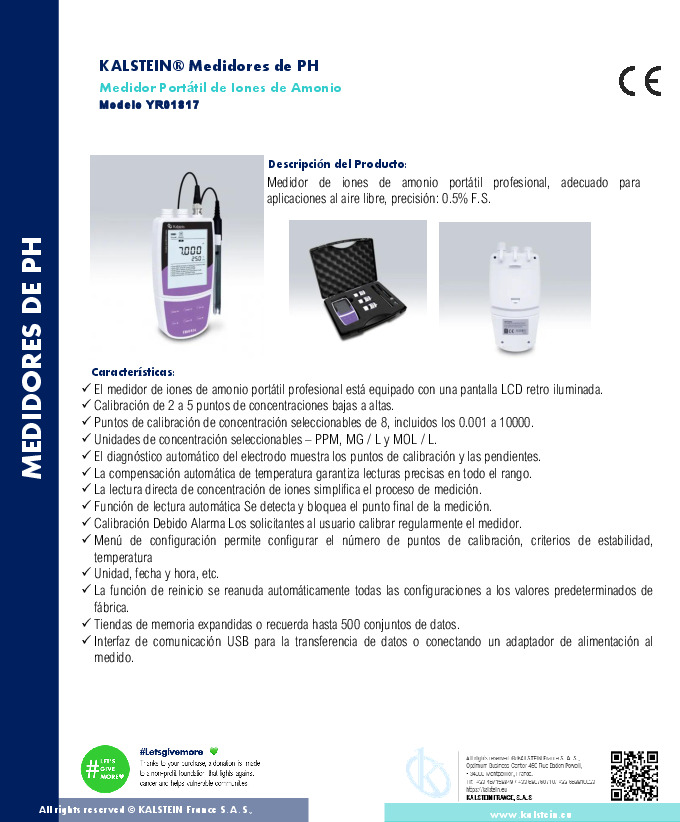 KALSTEIN® Medidores de PH
Medidor Portátil de Iones de Amonio
Modelo YR01817
CE
MEDIDORES DE PH
Descripción del Producto:
Medidor de iones de amonio portátil profesional, adecuado para
aplicaciones al aire libre, precisión: 0.5% F.S.
7.000
25.0
Características:
✓ El medidor de iones de amonio portátil profesional está equipado con una pantalla LCD retro iluminada.
✓ Calibración de 2 a 5 puntos de concentraciones bajas a altas.
✓ Puntos de calibración de concentración seleccionables de 8, incluidos los 0.001 a 10000.
✓ Unidades de concentración seleccionables – PPM, MG / L y MOL / L.
✓ El diagnóstico automático del electrodo muestra los puntos de calibración y las pendientes.
✓ La compensación automática de temperatura garantiza lecturas precisas en todo el rango.
✓ La lectura directa de concentración de iones simplifica el proceso de medición.
✓ Función de lectura automática Se detecta y bloquea el punto final de la medición.
✓ Calibración Debido Alarma Los solicitantes al usuario calibrar regularmente el medidor.
✓ Menú de configuración permite configurar el número de puntos de calibración, criterios de estabilidad,
temperatura
✓ Unidad, fecha y hora, etc.
✓ La función de reinicio se reanuda automáticamente todas las configuraciones a los valores predeterminados de
fábrica.
✓ Tiendas de memoria expandidas o recuerda hasta 500 conjuntos de datos.
✓ Interfaz de comunicación USB para la transferencia de datos o conectando un adaptador de alimentación al
medido.
# LET'S
GIVE
MORE
#Letsgivemore
Thanks to your purchase, a donation is made
to a non-profit foundation that fights against
cancer and helps vulnerable communities
All rights reserved © KALSTEIN France S. A. S.,
KALSTEIN FRANCE, S.A.S
All rights reserved © KALSTEIN France S. A. S.,
www.kalstein.eu